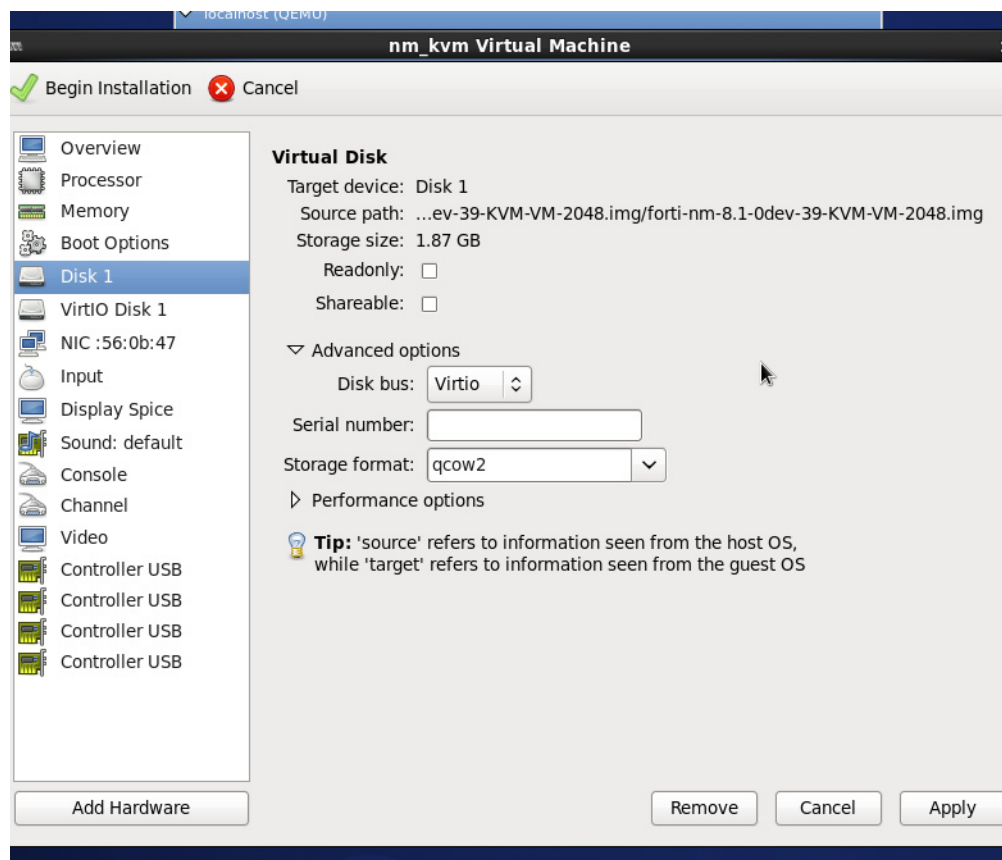 localhost (QEMU)
nm_kvm Virtual Machine
Begin Installation Cancel
Overview
Processor
Memory
Boot Options
Disk 1
VirtIO Disk 1
NIC :56:0b:47
Input
Display Spice
Sound: default
Console
Channel
Video
Controller USB
Controller USB
Controller USB
Controller USB
Add Hardware
Virtual Disk
Target device: Disk 1
Source path: ...ev-39-KVM-VM-2048.img/forti-nm-8.1-0dev-39-KVM-VM-2048.img
Storage size: 1.87 GB
Readonly:
Shareable:
Advanced options
Disk bus: Virtio
Serial number:
Storage format: qcow2
Performance options
Tip: 'source' refers to information seen from the host OS,
while 'target' refers to information seen from the guest OS
Remove Cancel Apply